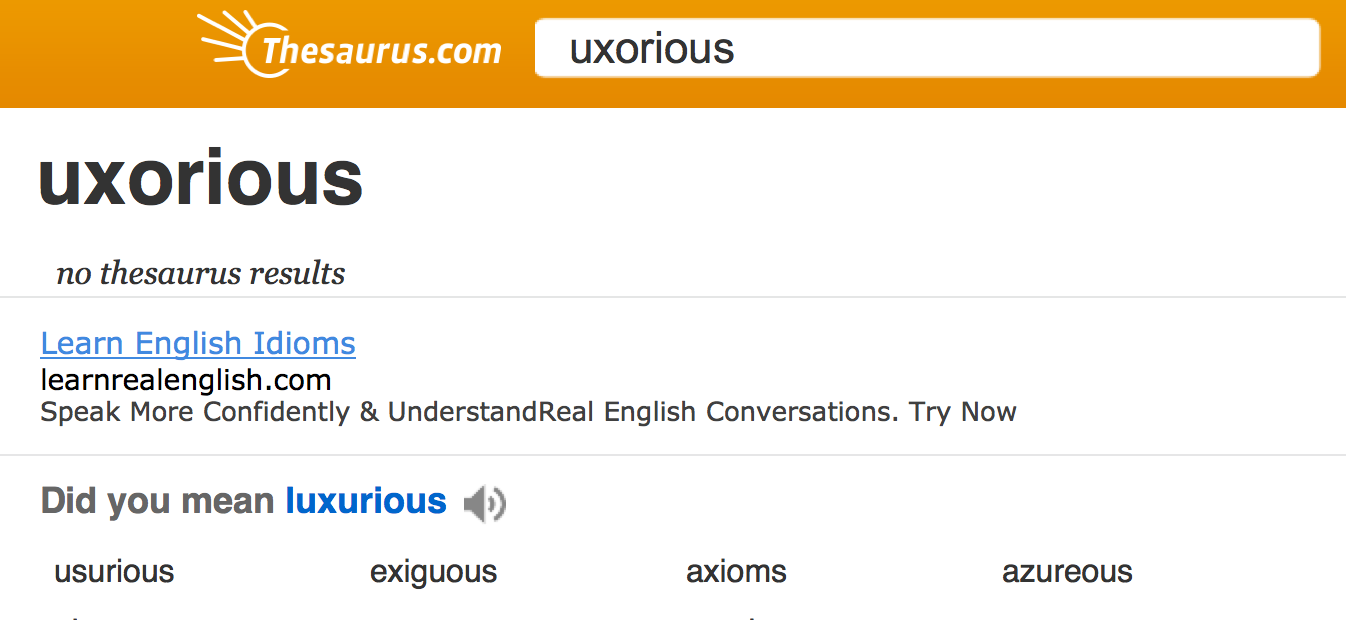 Thesaurus.com
uxorious
uxorious
no thesaurus results
Learn English Idioms
learnrealenglish.com
Speak More Confidently & UnderstandReal English Conversations. Try Now
Did you mean luxurious
usurious exiguous axioms azureous